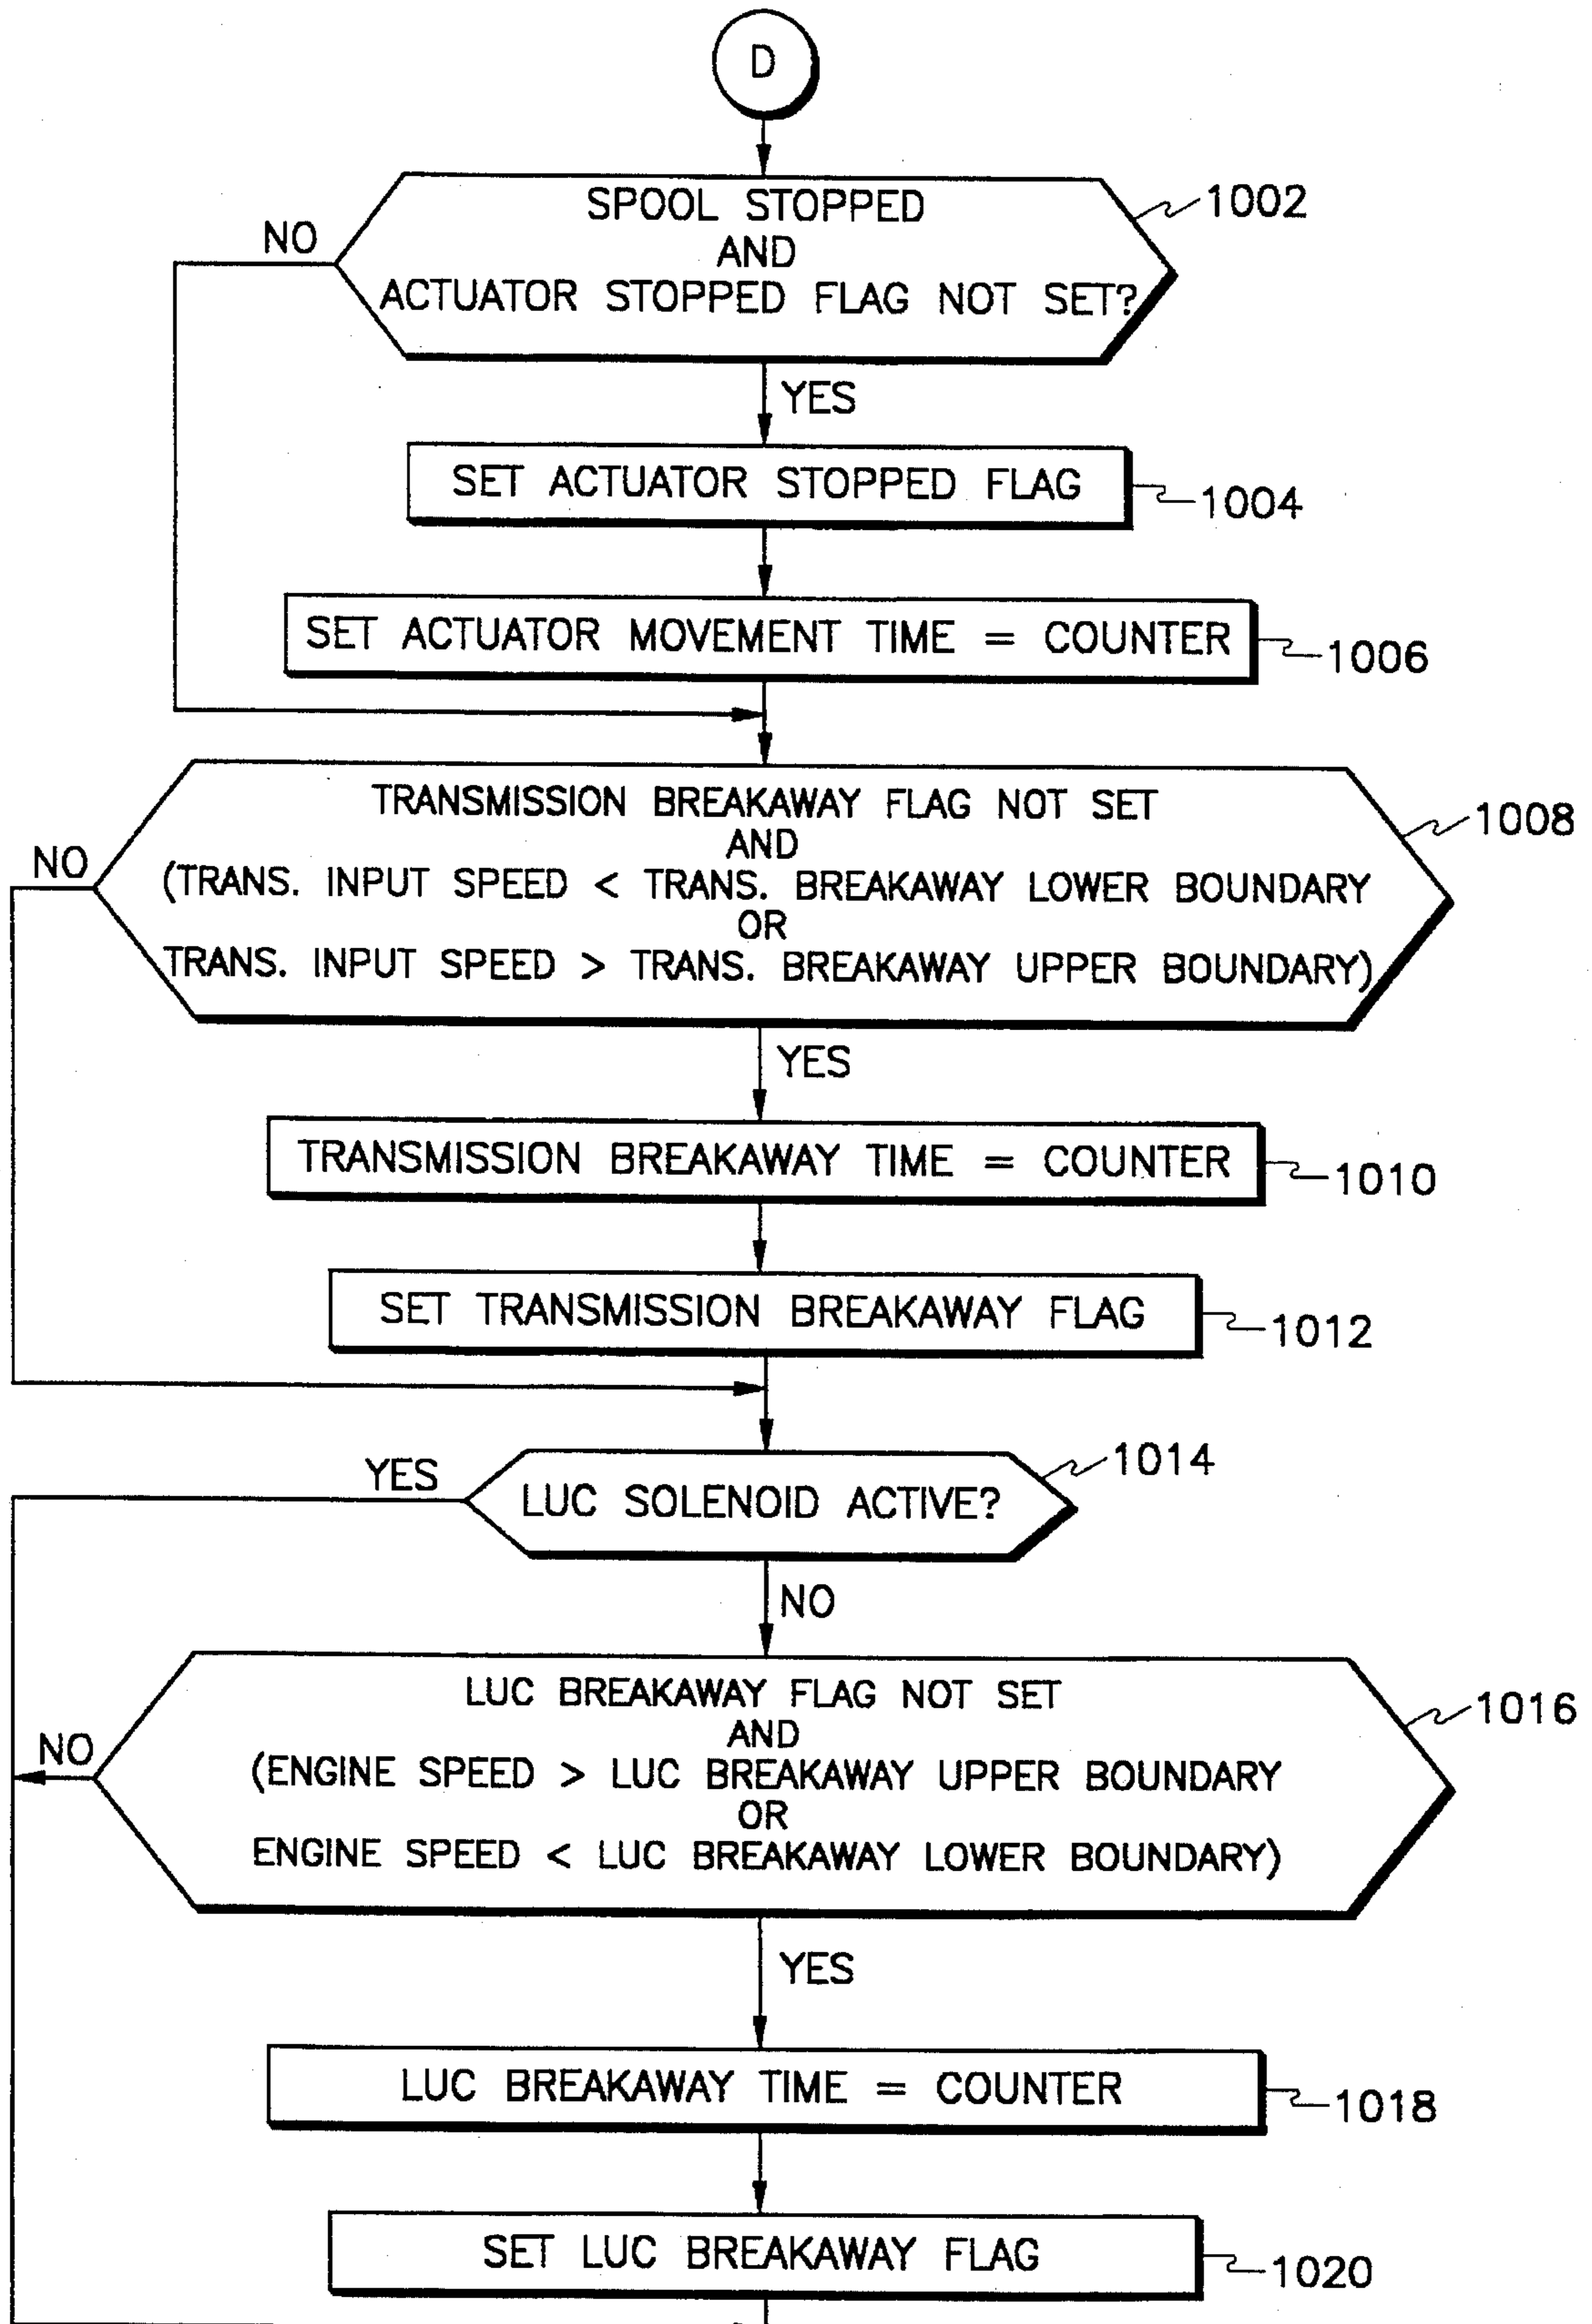 D
SPOOL STOPPED
AND
ACTUATOR STOPPED FLAG NOT SET?
1002
NO
YES
SET ACTUATOR STOPPED FLAG
1004
SET ACTUATOR MOVEMENT TIME = COUNTER
1006
TRANSMISSION BREAKAWAY FLAG NOT SET
AND
(TRANS. INPUT SPEED < TRANS. BREAKAWAY LOWER BOUNDARY
OR
TRANS. INPUT SPEED > TRANS. BREAKAWAY UPPER BOUNDARY)
1008
NO
YES
TRANSMISSION BREAKAWAY TIME = COUNTER
1010
SET TRANSMISSION BREAKAWAY FLAG
1012
LUC SOLENOID ACTIVE?
1014
YES
NO
LUC BREAKAWAY FLAG NOT SET
AND
(ENGINE SPEED > LUC BREAKAWAY UPPER BOUNDARY
OR
ENGINE SPEED < LUC BREAKAWAY LOWER BOUNDARY)
1016
NO
YES
LUC BREAKAWAY TIME = COUNTER
1018
SET LUC BREAKAWAY FLAG
1020